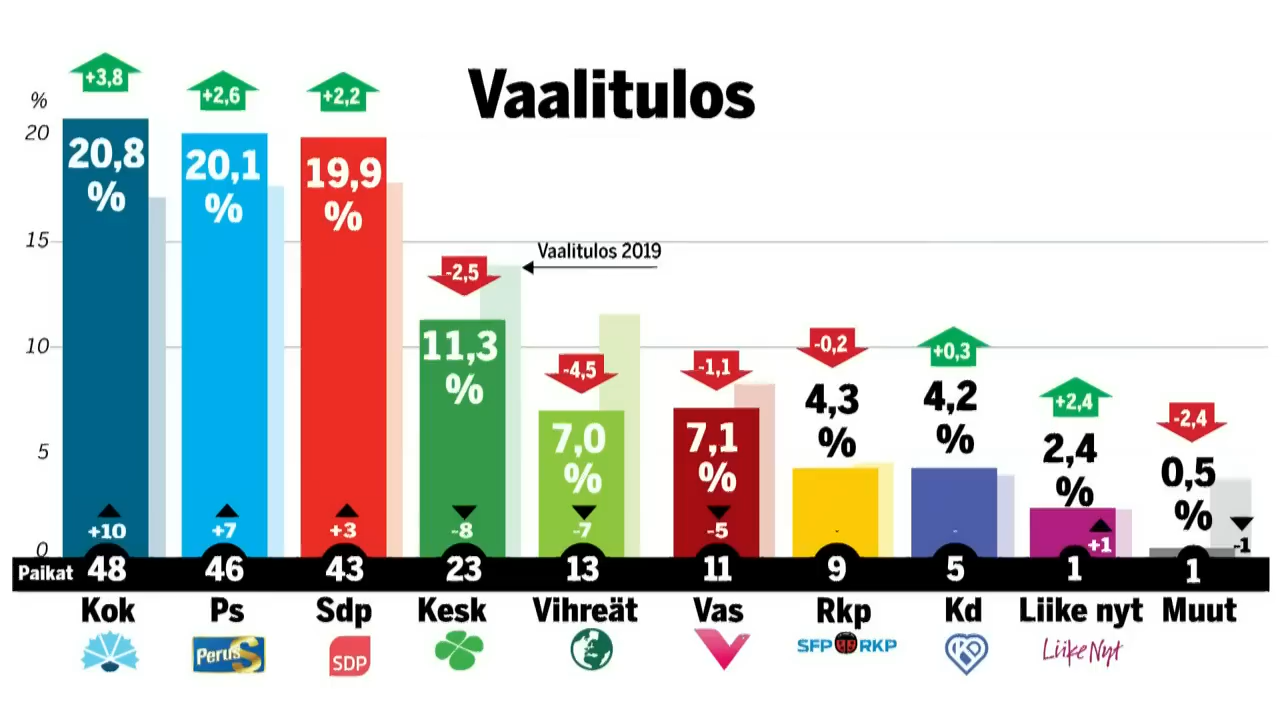 Vaalitulos
+3,8 +2,6 +2,2
%
20
20,8 % 20,1 % 19,9 %
15
Vaalitulos 2019
-2,5
10
11,3 %
-4,5 -1,1 -0,2 +0,3 +2,4 -2,4
5
7,0 % 7,1 % 4,3 % 4,2 % 2,4 % 0,5 %
+10 +7 +3 -8 -7 -5 - - +1 -1
0
Paikat 48 46 43 23 13 11 9 5 1 1
Kok Ps Sdp Kesk Vihreät Vas Rkp Kd Liike nyt Muut
PeruS SDP SFP RKP KD Liike Nyt